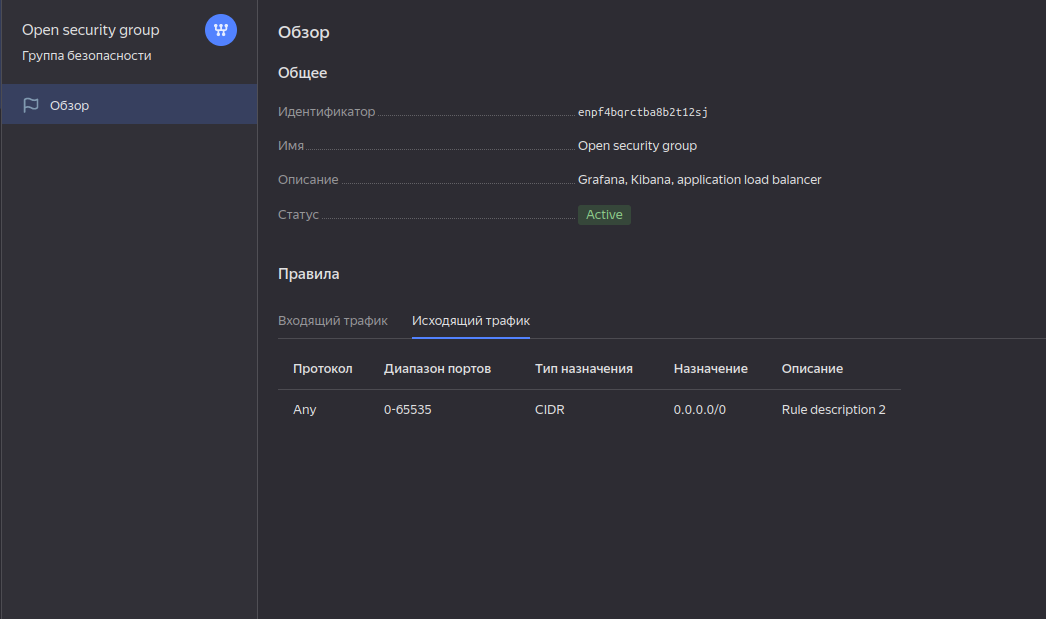 Open security group
Группа безопасности
Обзор
Обзор
Общее
Идентификатор enpf4bqrctba8b2t12sj
Имя Open security group
Описание Grafana, Kibana, application load balancer
Статус Active
Правила
Входящий трафик Исходящий трафик
Протокол Диапазон портов Тип назначения Назначение Описание
Any 0-65535 CIDR 0.0.0.0/0 Rule description 2